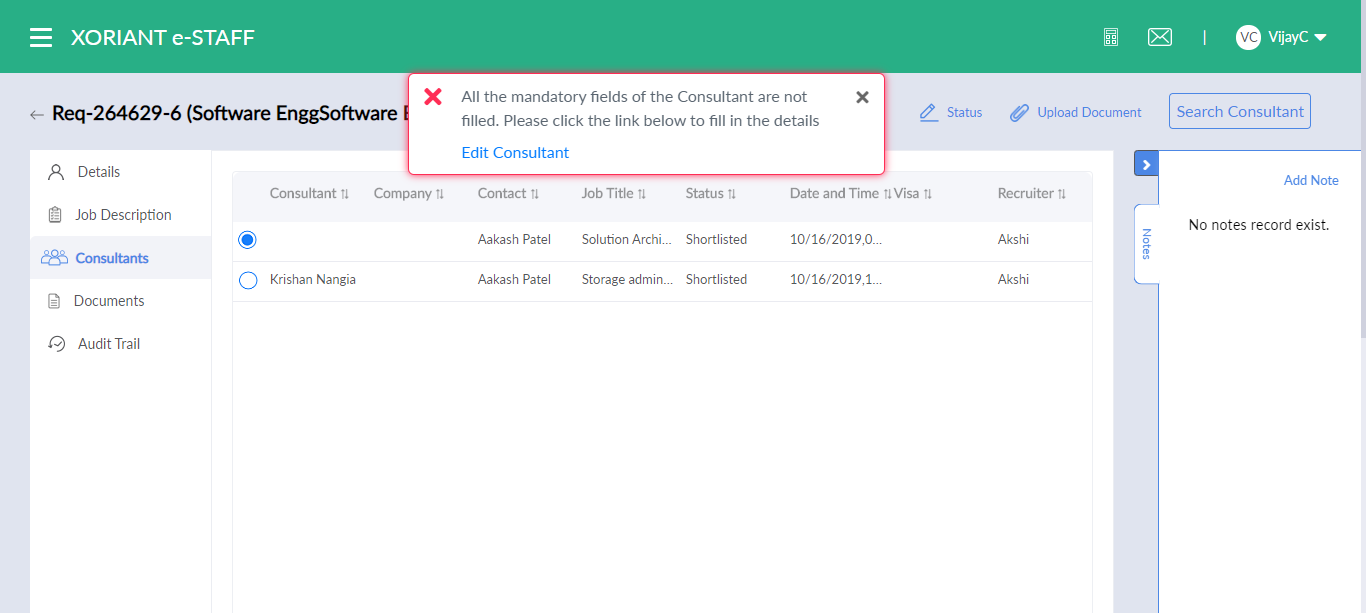 XORIANT e-STAFF
VC VijayC
Req-264629-6 (Software EnggSoftware
All the mandatory fields of the Consultant are not
filled. Please click the link below to fill in the details
Edit Consultant
Status
Upload Document
Search Consultant
Details
Job Description
Consultants
Documents
Audit Trail
Consultant Company Contact Job Title Status Date and Time Visa Recruiter
Aakash Patel Solution Archi... Shortlisted 10/16/2019,0... Akshi
Krishan Nangia Aakash Patel Storage admin... Shortlisted 10/16/2019,1... Akshi
Add Note
Notes
No notes record exist.